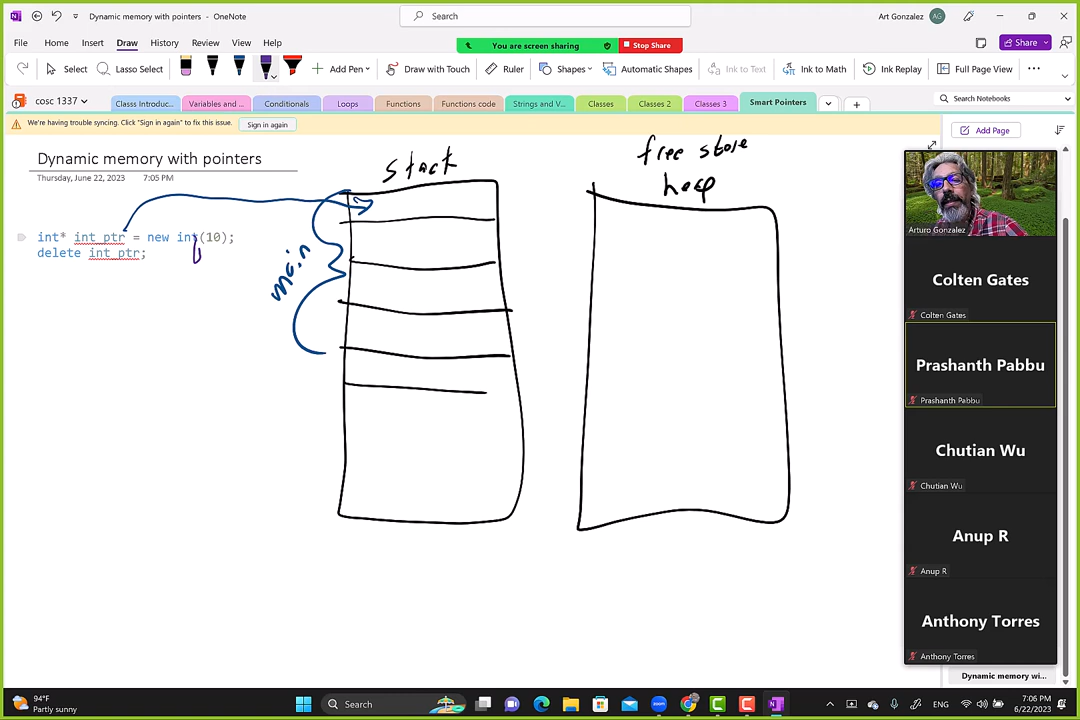 Dynamic memory with pointers - OneNote
Search
Art Gonzalez
AG
File Home Insert Draw History Review View Help
You are screen sharing
Stop Share
Share
Select
Lasso Select
Add Pen
Draw with Touch
Ruler
Shapes
Automatic Shapes
Ink to Text
Ink to Math
Ink Replay
Full Page View
cosc 1337
Classs Introduc...
Variables and ...
Conditionals
Loops
Functions
Functions code
Strings and V...
Classes
Classes 2
Classes 3
Smart Pointers
Search Notebooks
We're having trouble syncing. Click "Sign in again" to fix this issue.
Sign in again
Add Page
Dynamic memory with pointers
Thursday, June 22, 2023 7:05 PM
int* int_ptr = new int(10);
delete int_ptr;
stack
main
free store
heap
Arturo Gonzalez
Colten Gates
Colten Gates
Prashanth Pabbu
Prashanth Pabbu
Chutian Wu
Chutian Wu
Anup R
Anup R
Anthony Torres
Anthony Torres
Dynamic memory wi...
94°F
Partly sunny
Search
ENG
7:06 PM
6/22/2023